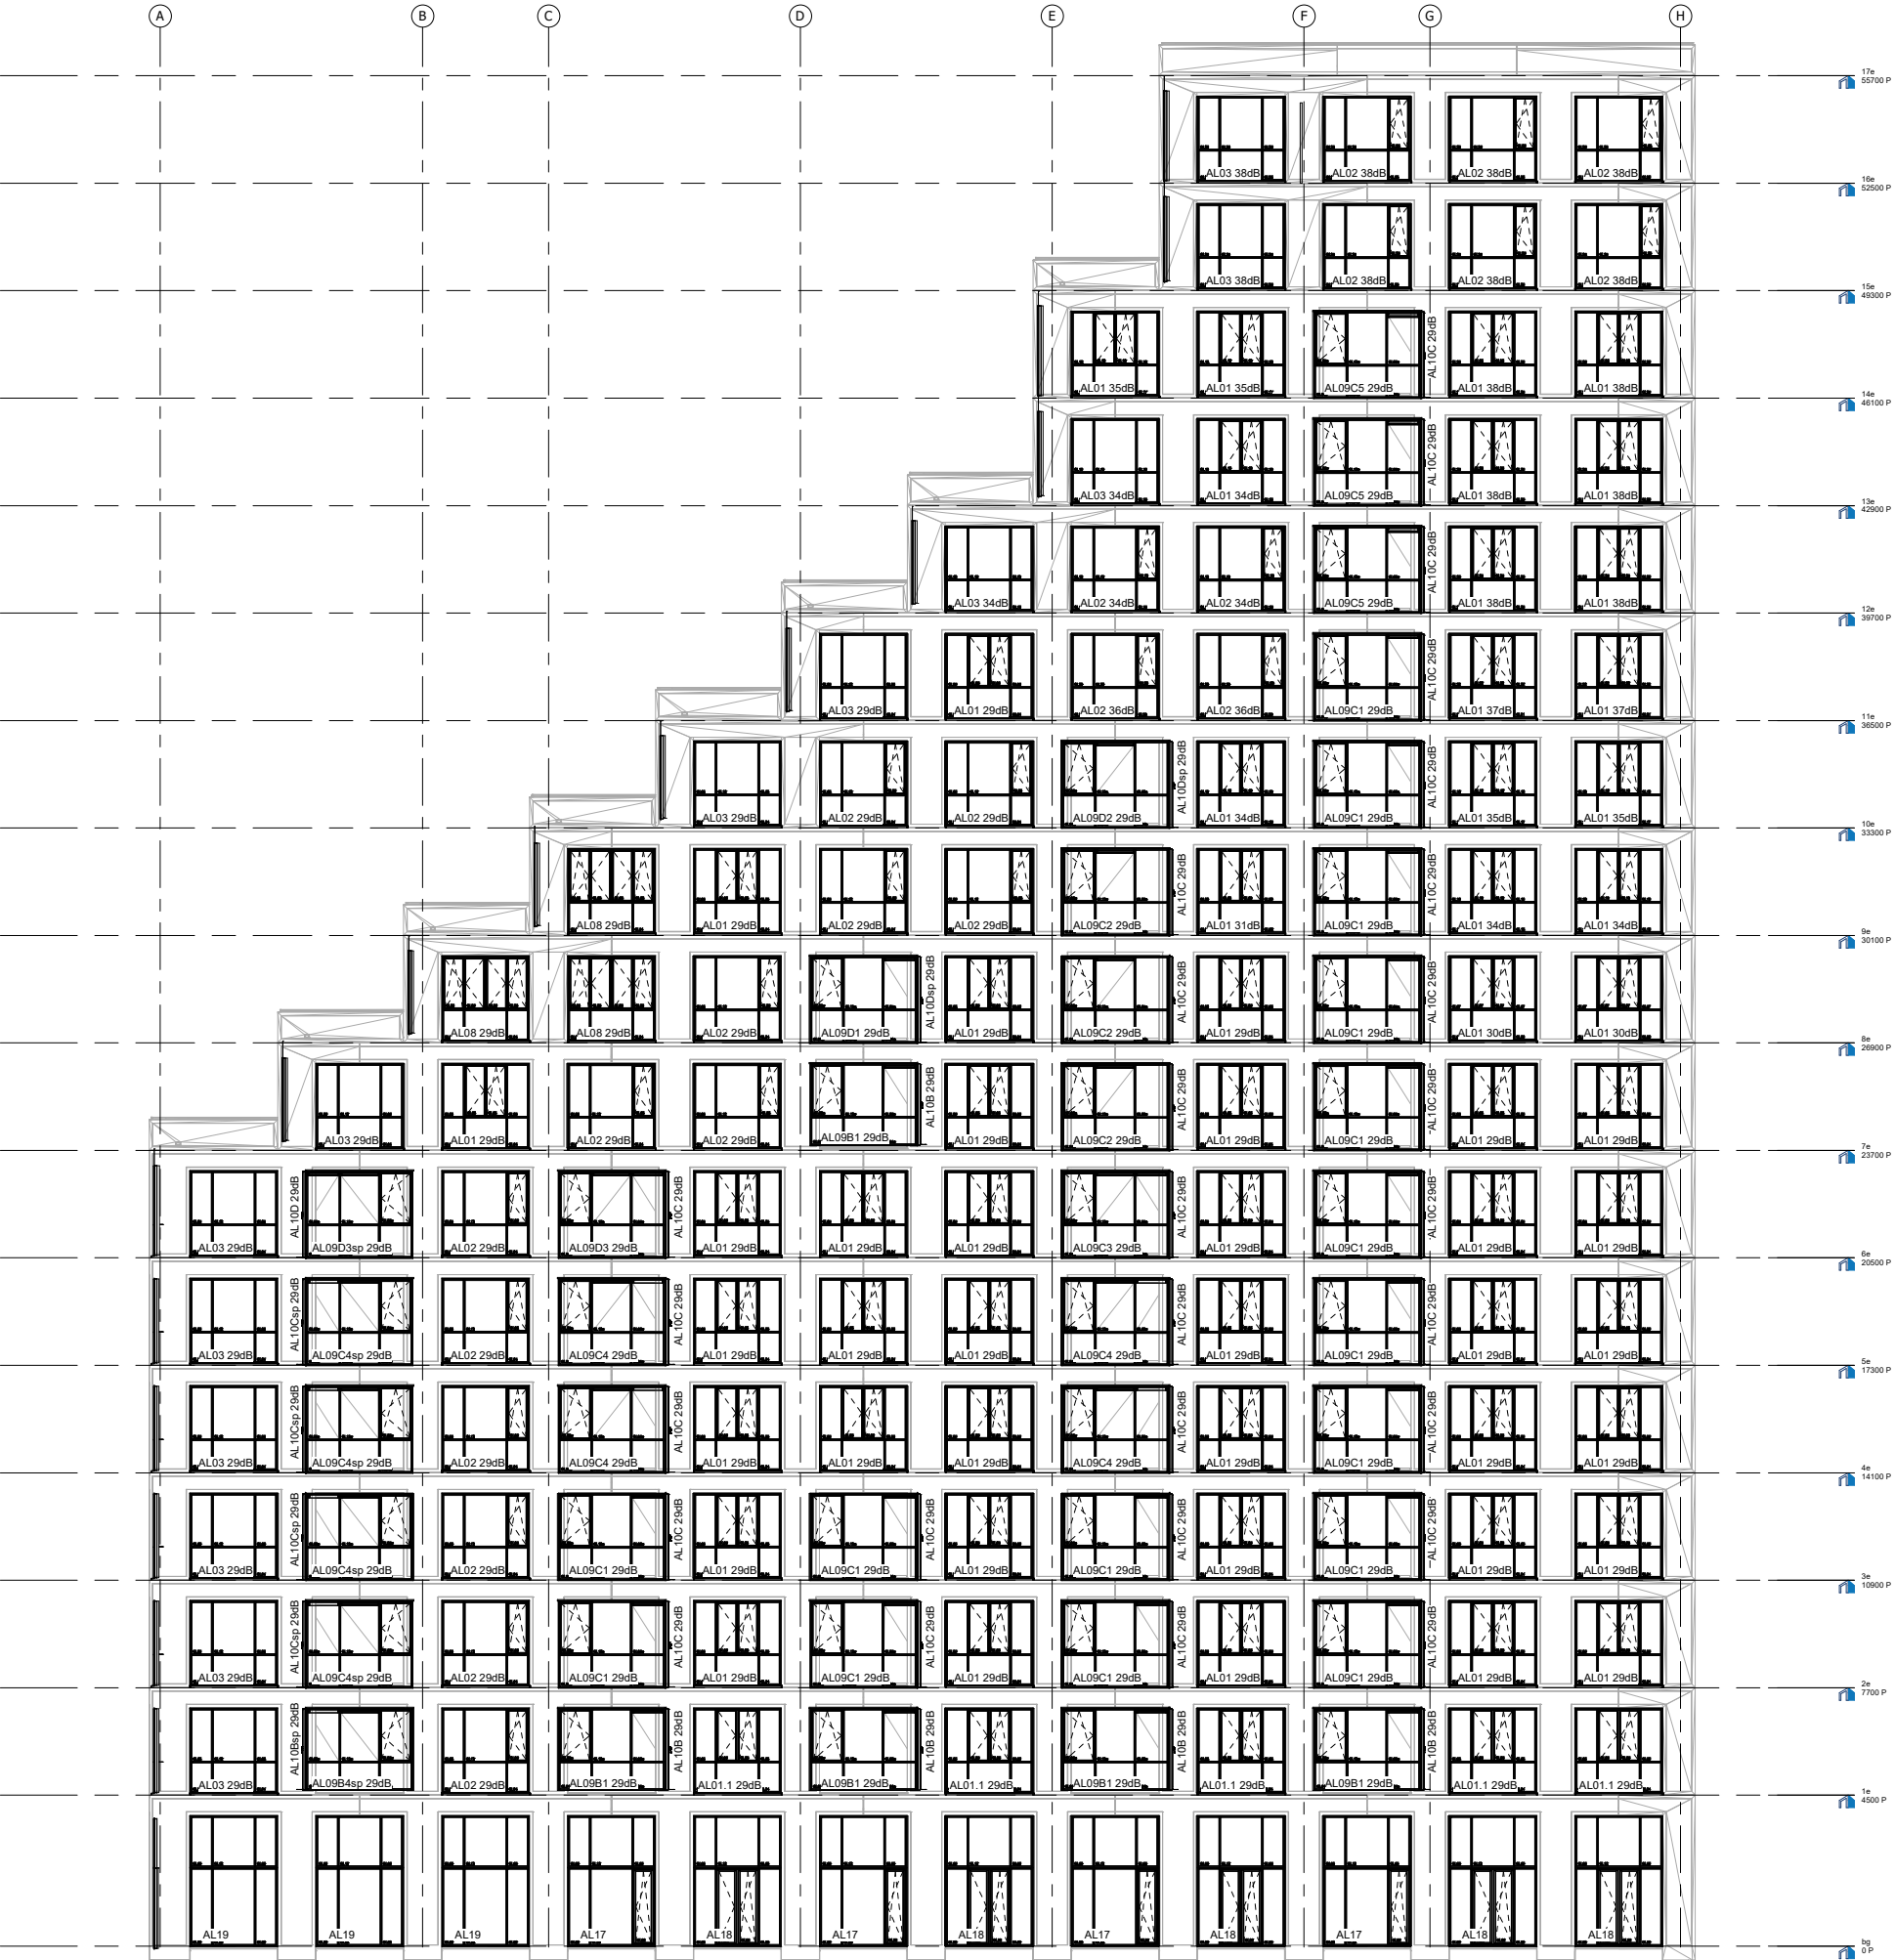 A B C D E F G H
17e
55700 P
AL03 38dB AL02 38dB AL02 38dB AL02 38dB
16e
52500 P
AL03 38dB AL02 38dB AL02 38dB AL02 38dB
15e
49300 P
AL01 35dB AL01 35dB AL09C5 29dB AL10C 29dB AL01 38dB AL01 38dB
14e
46100 P
AL03 34dB AL01 34dB AL09C5 29dB AL10C 29dB AL01 38dB AL01 38dB
13e
42900 P
AL03 34dB AL02 34dB AL02 34dB AL09C5 29dB AL10C 29dB AL01 38dB AL01 38dB
12e
39700 P
AL03 29dB AL01 29dB AL02 36dB AL02 36dB AL09C1 29dB AL10C 29dB AL01 37dB AL01 37dB
11e
36500 P
AL03 29dB AL02 29dB AL02 29dB AL09D2 29dB AL10Dsp 29dB AL01 34dB AL09C1 29dB AL10C 29dB AL01 35dB AL01 35dB
10e
33300 P
AL08 29dB AL01 29dB AL02 29dB AL02 29dB AL09C2 29dB AL10C 29dB AL01 31dB AL09C1 29dB AL10C 29dB AL01 34dB AL01 34dB
9e
30100 P
AL08 29dB AL08 29dB AL02 29dB AL09D1 29dB AL10Dsp 29dB AL01 29dB AL09C2 29dB AL10C 29dB AL01 29dB AL09C1 29dB AL10C 29dB AL01 30dB AL01 30dB
8e
26900 P
AL03 29dB AL01 29dB AL02 29dB AL02 29dB AL09B1 29dB AL10B 29dB AL01 29dB AL09C2 29dB AL10C 29dB AL01 29dB AL09C1 29dB AL10C 29dB AL01 29dB AL01 29dB
7e
23700 P
AL03 29dB AL10D 29dB AL09D3sp 29dB AL02 29dB AL09D3 29dB AL10C 29dB AL01 29dB AL01 29dB AL01 29dB AL09C3 29dB AL10C 29dB AL01 29dB AL09C1 29dB AL10C 29dB AL01 29dB AL01 29dB
6e
20500 P
AL03 29dB AL10Csp 29dB AL09C4sp 29dB AL02 29dB AL09C4 29dB AL10C 29dB AL01 29dB AL01 29dB AL01 29dB AL09C4 29dB AL10C 29dB AL01 29dB AL09C1 29dB AL10C 29dB AL01 29dB AL01 29dB
5e
17300 P
AL03 29dB AL10Csp 29dB AL09C4sp 29dB AL02 29dB AL09C4 29dB AL10C 29dB AL01 29dB AL01 29dB AL01 29dB AL09C4 29dB AL10C 29dB AL01 29dB AL09C1 29dB AL10C 29dB AL01 29dB AL01 29dB
4e
14100 P
AL03 29dB AL10Csp 29dB AL09C4sp 29dB AL02 29dB AL09C1 29dB AL10C 29dB AL01 29dB AL09C1 29dB AL10C 29dB AL01 29dB AL09C1 29dB AL10C 29dB AL01 29dB AL09C1 29dB AL10C 29dB AL01 29dB AL01 29dB
3e
10900 P
AL03 29dB AL10Csp 29dB AL09C4sp 29dB AL02 29dB AL09C1 29dB AL10C 29dB AL01 29dB AL09C1 29dB AL10C 29dB AL01 29dB AL09C1 29dB AL10C 29dB AL01 29dB AL09C1 29dB AL10C 29dB AL01 29dB AL01 29dB
2e
7700 P
AL03 29dB AL10Bsp 29dB AL09B4sp 29dB AL02 29dB AL09B1 29dB AL10B 29dB AL01.1 29dB AL09B1 29dB AL10B 29dB AL01.1 29dB AL09B1 29dB AL10B 29dB AL01.1 29dB AL09B1 29dB AL10B 29dB AL01.1 29dB AL01.1 29dB
1e
4500 P
AL19 AL19 AL19 AL17 AL18 AL17 AL18 AL17 AL18 AL17 AL18 AL18
bg
0 P